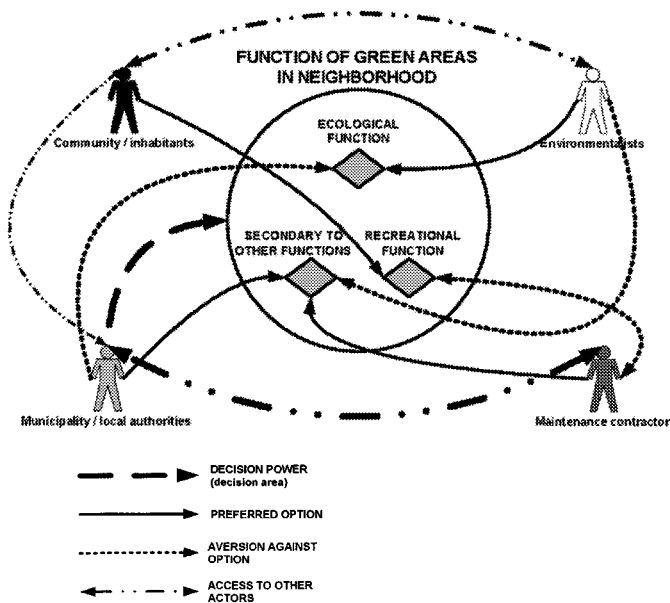 FUNCTION OF GREEN AREAS
IN NEIGHBORHOOD
Community / inhabitants
ECOLOGICAL
FUNCTION
Environmentalists
SECONDARY TO
OTHER FUNCTIONS
RECREATIONAL
FUNCTION
Municipality / local authorities
Maintenance contractor
DECISION POWER
(decision area)
PREFERRED OPTION
AVERSION AGAINST
OPTION
ACCESS TO OTHER
ACTORS